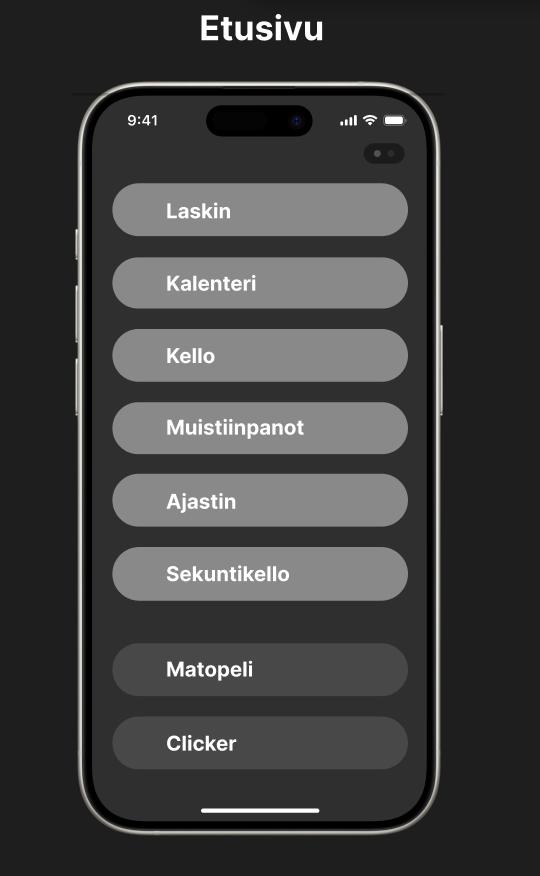 Etusivu
9:41
Laskin
Kalenteri
Kello
Muistiinpanot
Ajastin
Sekuntikello
Matopeli
Clicker